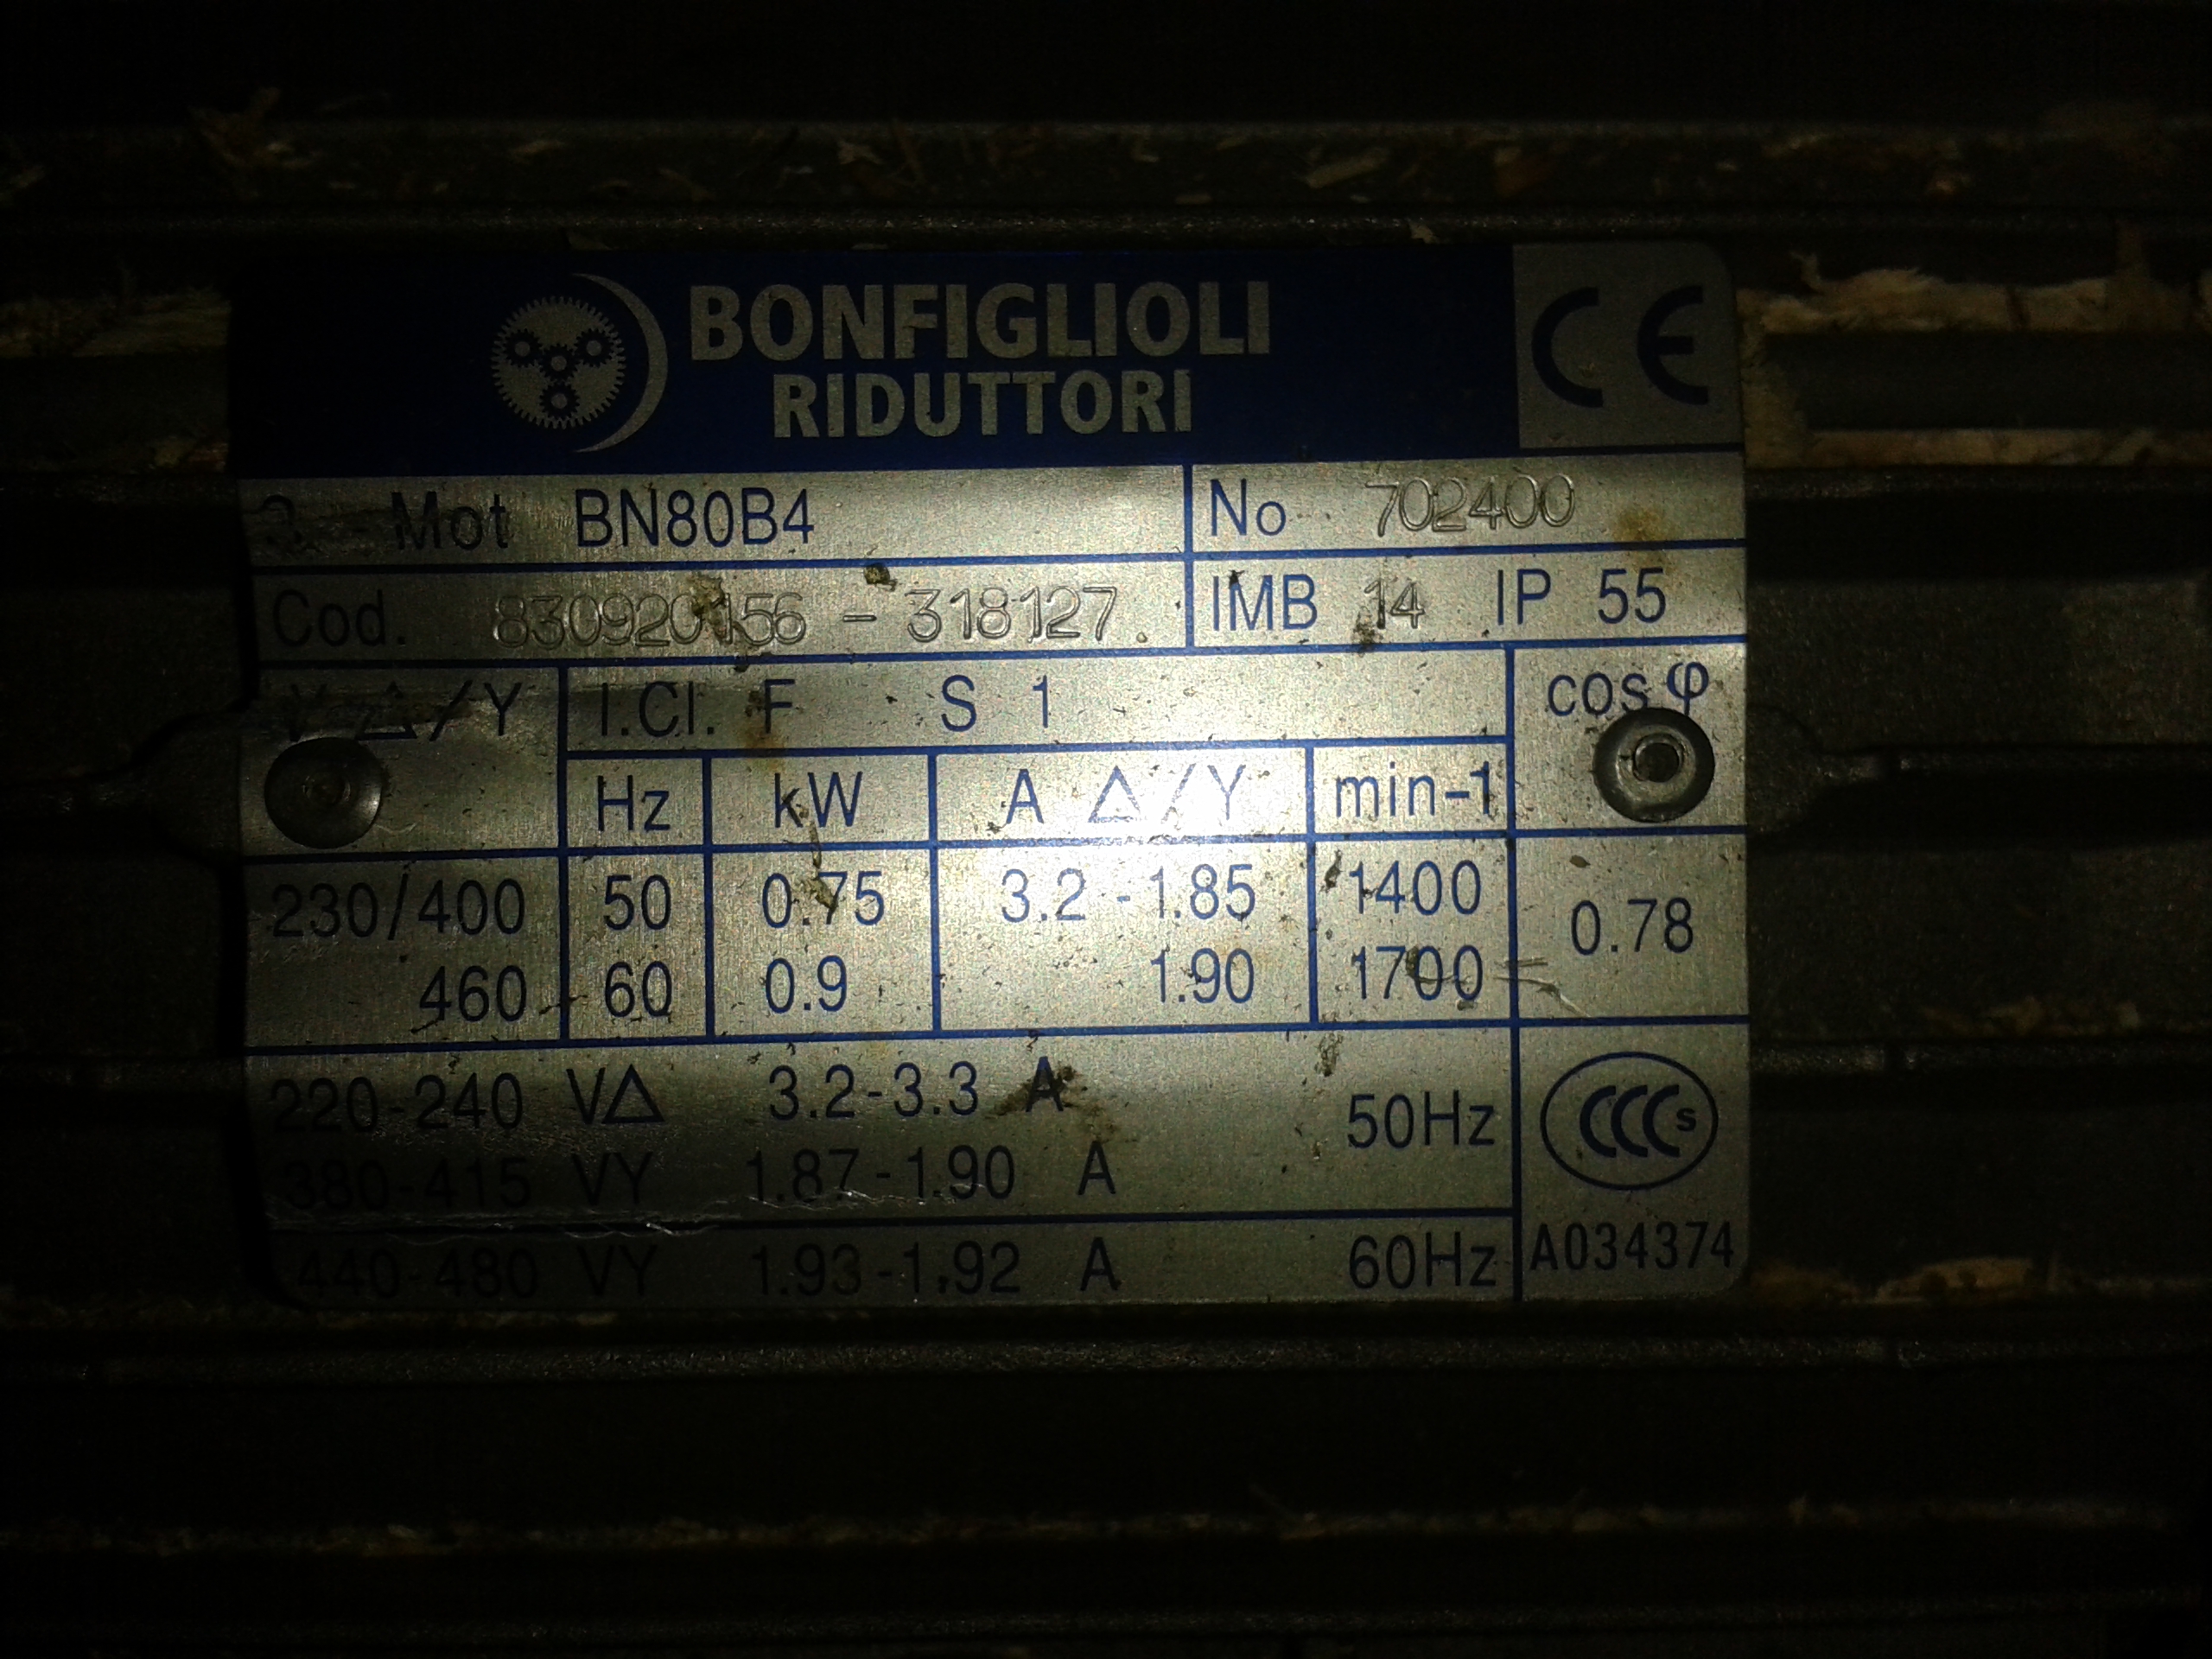 BONFIGLIOLI
RIDUTTORI
CE
3 ~ Mot BN80B4
No 702400
Cod. 830920156 - 318127
IMB 14 IP 55
V △/Y
I.Cl. F S 1
cos φ
Hz kW A △/Y min-1
230/400 50 0.75 3.2 - 1.85 1400
0.78
460 60 0.9 1.90 1700
220-240 V△ 3.2-3.3 A
50Hz
380-415 VY 1.87-1.90 A
CCC S
440-480 VY 1.93-1.92 A 60Hz
A034374